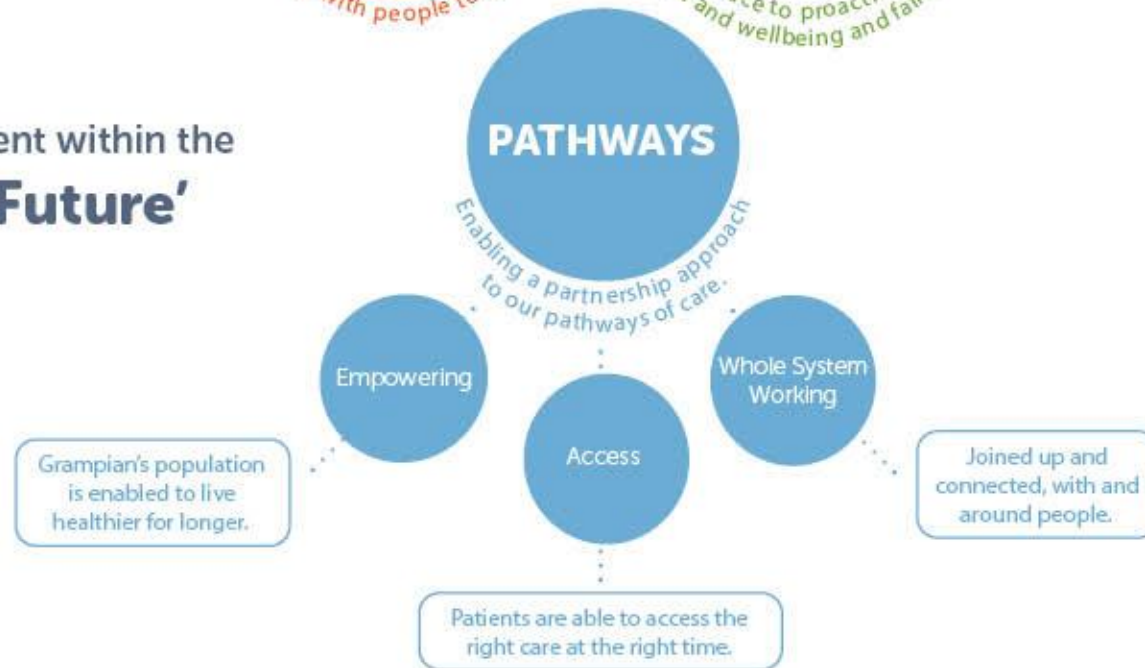 with people
to proact
and wellbeing and
ent within the
Future’
PATHWAYS
Enabling a partnership approach
to our pathways of care.
Empowering
Access
Whole System
Working
Grampian’s population
is enabled to live
healthier for longer.
Patients are able to access the
right care at the right time.
Joined up and
connected, with and
around people.